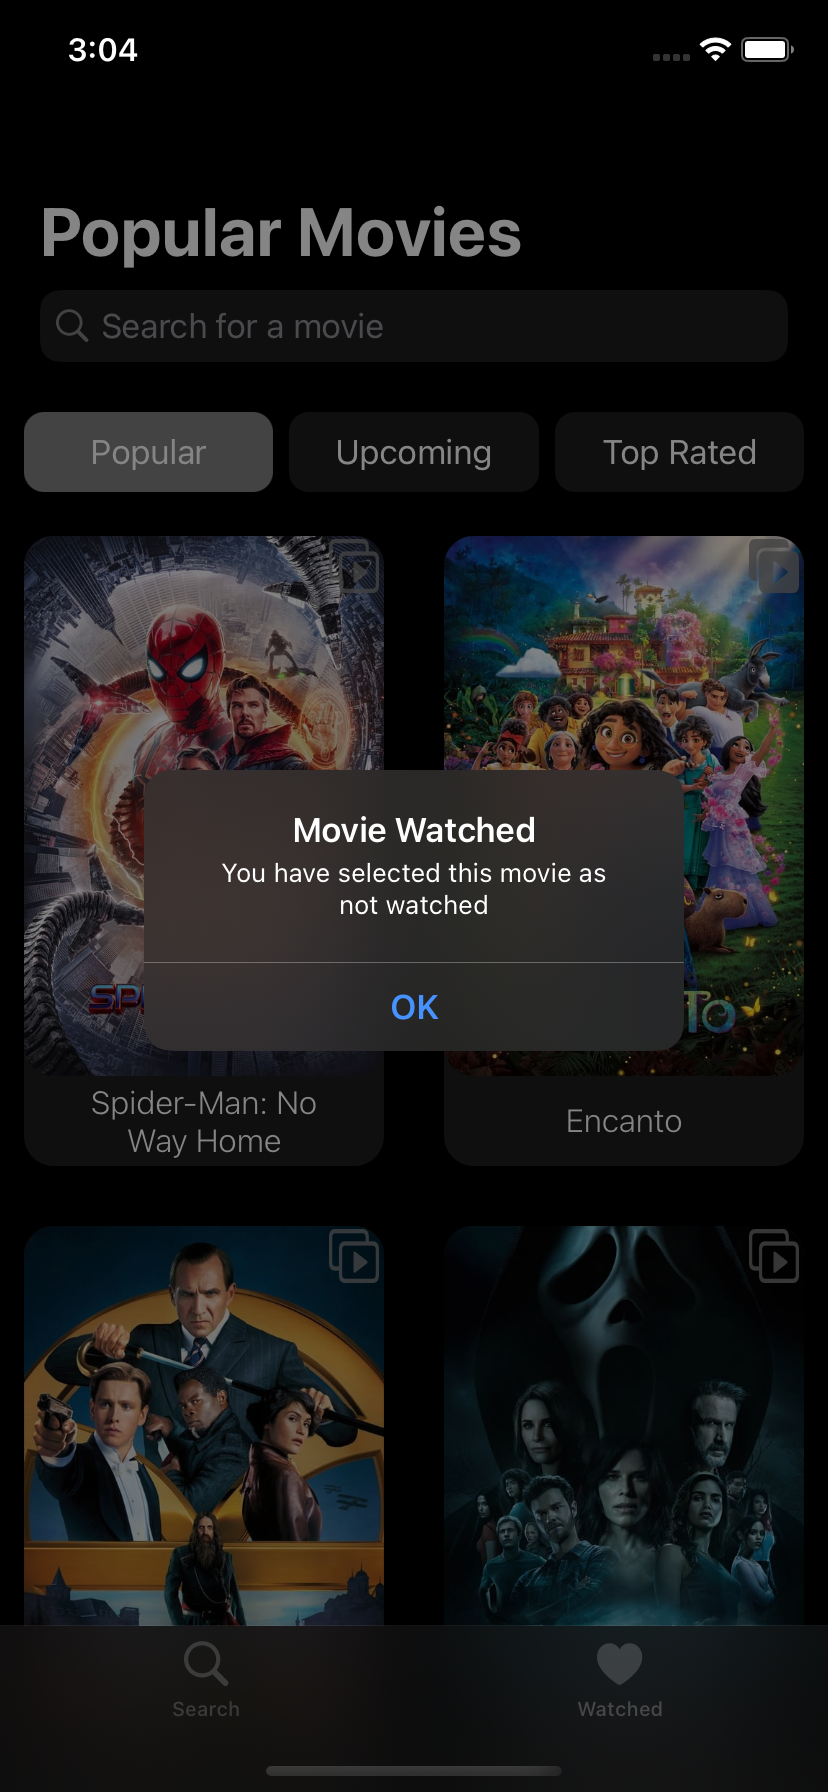 3:04
Popular Movies
Search for a movie
Popular Upcoming Top Rated
Movie Watched
You have selected this movie as
not watched
OK
SP
TO
Spider-Man: No
Way Home
Encanto
Search Watched